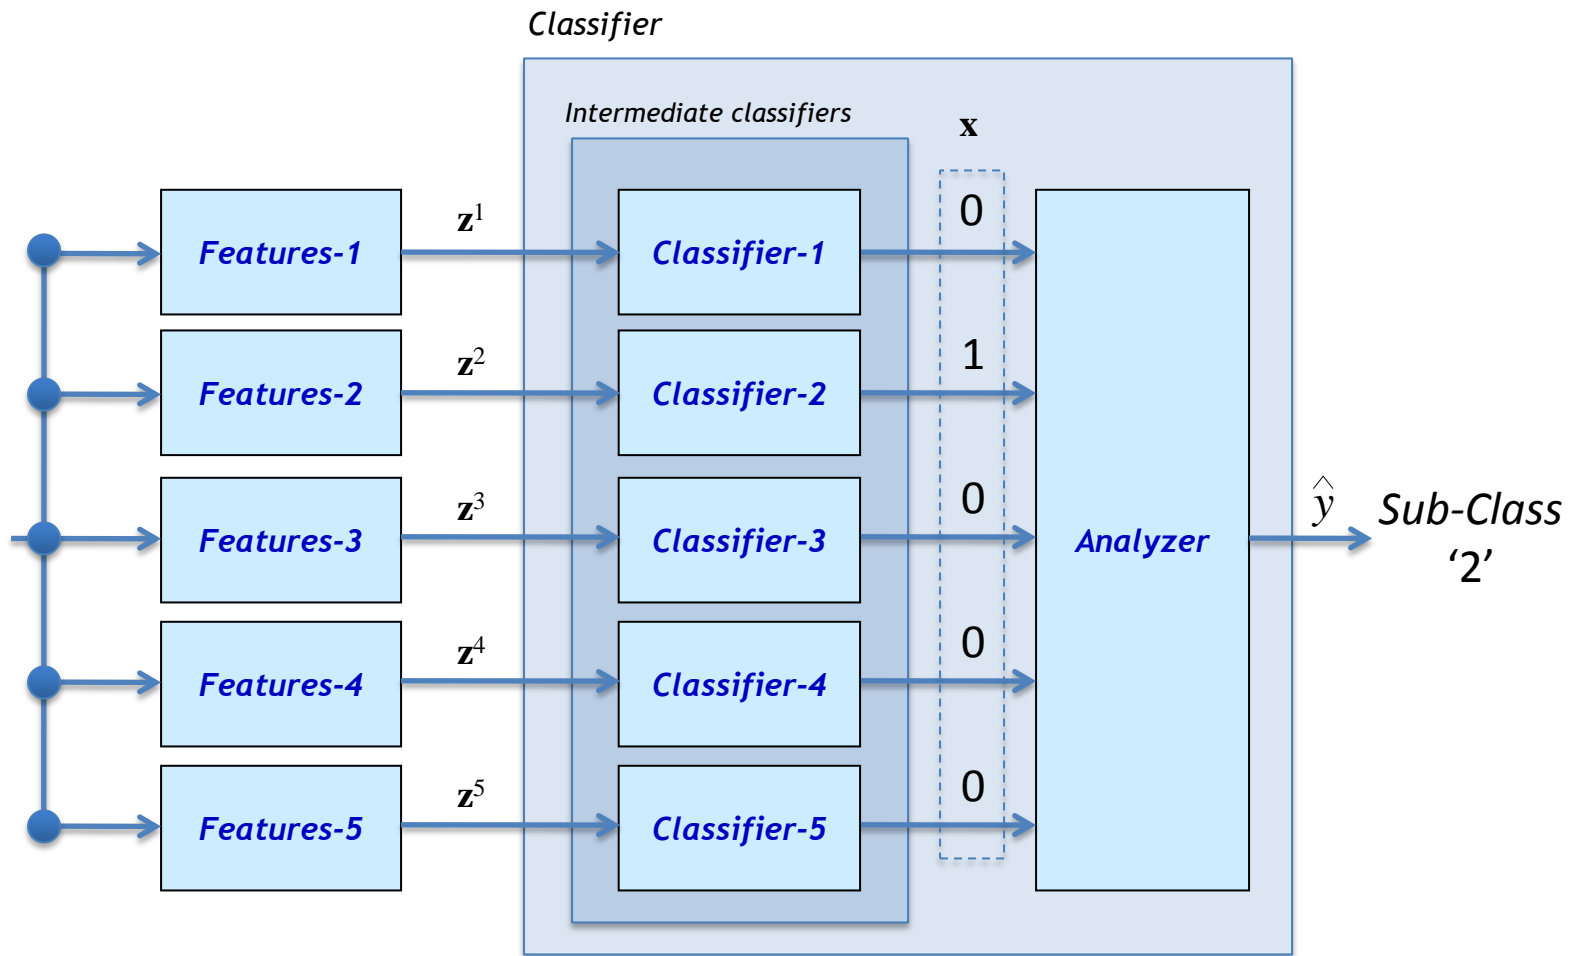 Classifier
Intermediate classifiers
x
Features-1
z¹
Classifier-1
0
Features-2
z²
Classifier-2
1
Features-3
z³
Classifier-3
0
Analyzer
ŷ
Sub-Class
‘2’
Features-4
z⁴
Classifier-4
0
Features-5
z⁵
Classifier-5
0